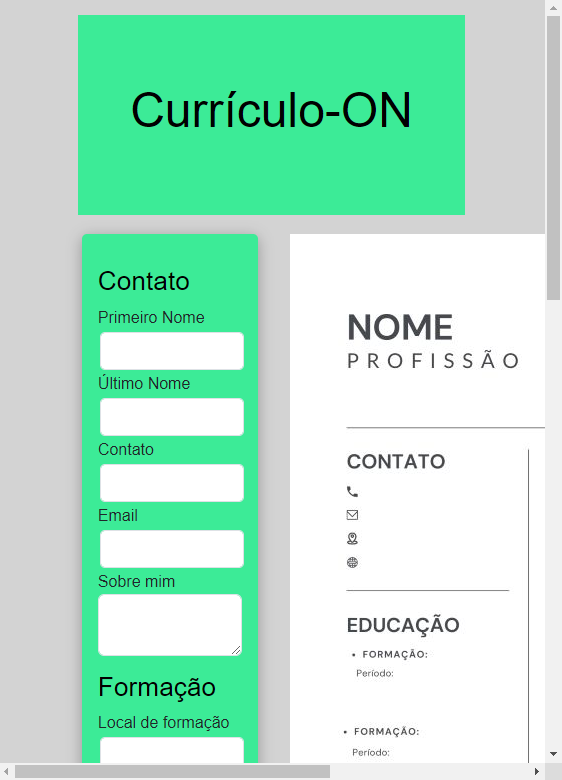 Currículo-ON
Contato
Primeiro Nome
Último Nome
Contato
Email
Sobre mim
Formação
Local de formação
NOME
PROFISSÃO
CONTATO
EDUCAÇÃO
• FORMAÇÃO:
Período:
• FORMAÇÃO:
Período: